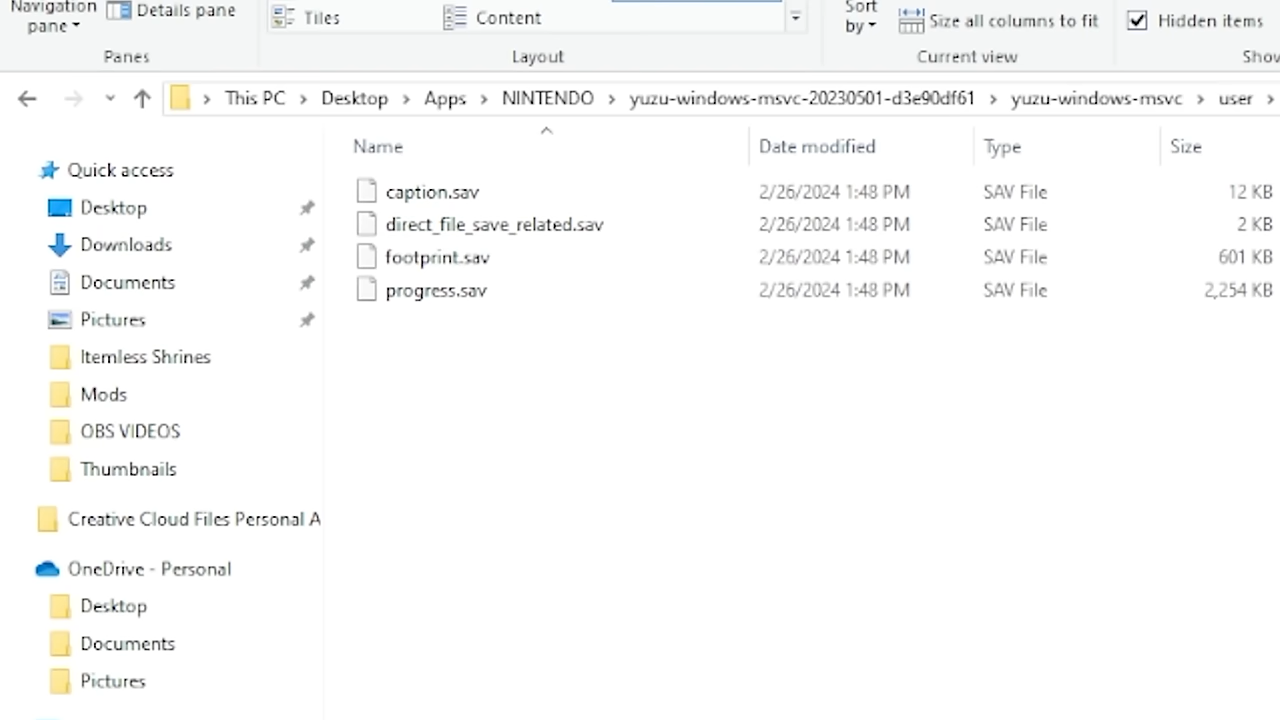 Navigation pane
Details pane
Tiles
Content
Sort by
Size all columns to fit
Hidden items
Panes
Layout
Current view
This PC > Desktop > Apps > NINTENDO > yuzu-windows-msvc-20230501-d3e90df61 > yuzu-windows-msvc > user >
Name Date modified Type Size
caption.sav 2/26/2024 1:48 PM SAV File 12 KB
direct_file_save_related.sav 2/26/2024 1:48 PM SAV File 2 KB
footprint.sav 2/26/2024 1:48 PM SAV File 601 KB
progress.sav 2/26/2024 1:48 PM SAV File 2,254 KB
Quick access
Desktop
Downloads
Documents
Pictures
Itemless Shrines
Mods
OBS VIDEOS
Thumbnails
Creative Cloud Files Personal A
OneDrive - Personal
Desktop
Documents
Pictures